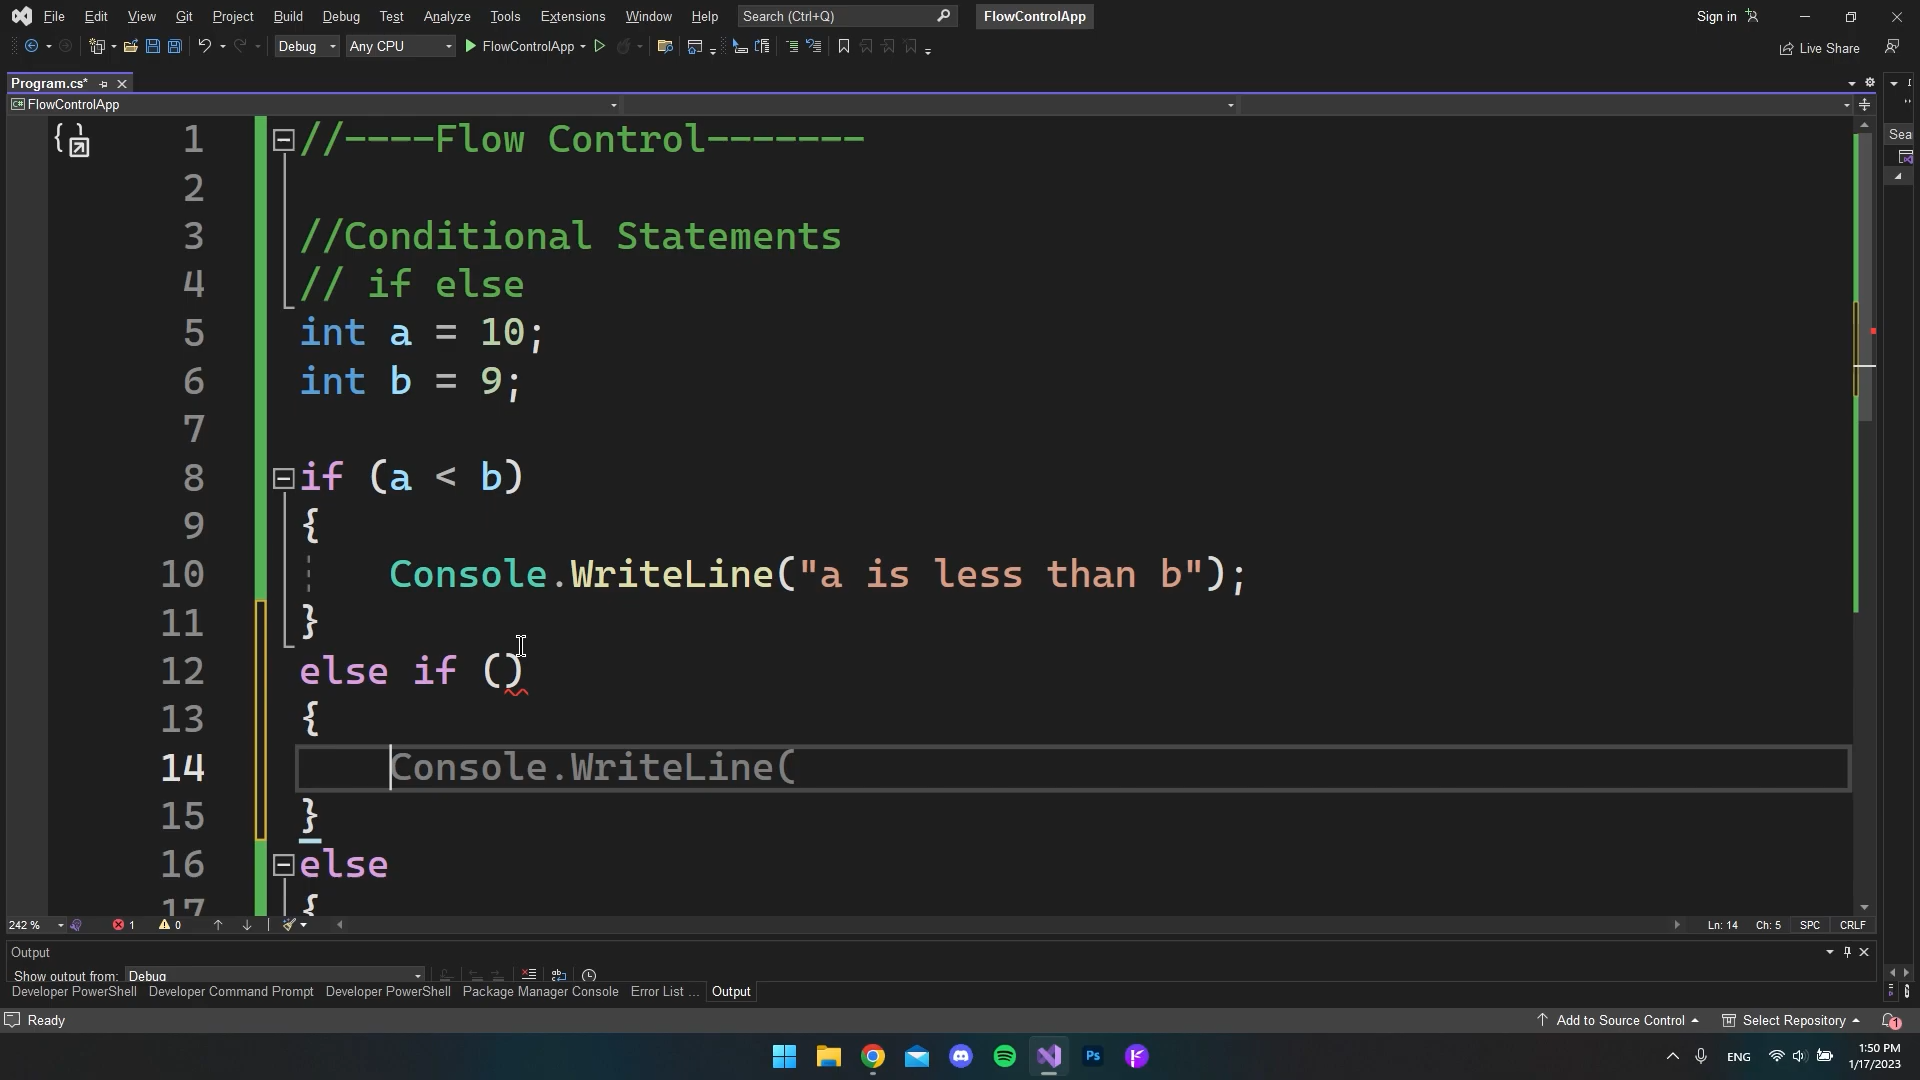 File Edit View Git Project Build Debug Test Analyze Tools Extensions Window Help Search (Ctrl+Q) FlowControlApp Sign in
Debug Any CPU FlowControlApp Live Share
Program.cs*
C# FlowControlApp
1 //----Flow Control-------
2
3 //Conditional Statements
4 // if else
5 int a = 10;
6 int b = 9;
7
8 if (a < b)
9 {
10 Console.WriteLine("a is less than b");
11 }
12 else if ()
13 {
14 Console.WriteLine(
15 }
16 else
17 {
Sea
242 % 1 0 Ln: 14 Ch: 5 SPC CRLF
Output
Show output from: Debug
Developer PowerShell Developer Command Prompt Developer PowerShell Package Manager Console Error List ... Output
Ready Add to Source Control Select Repository 1
Ps ENG 1:50 PM
1/17/2023